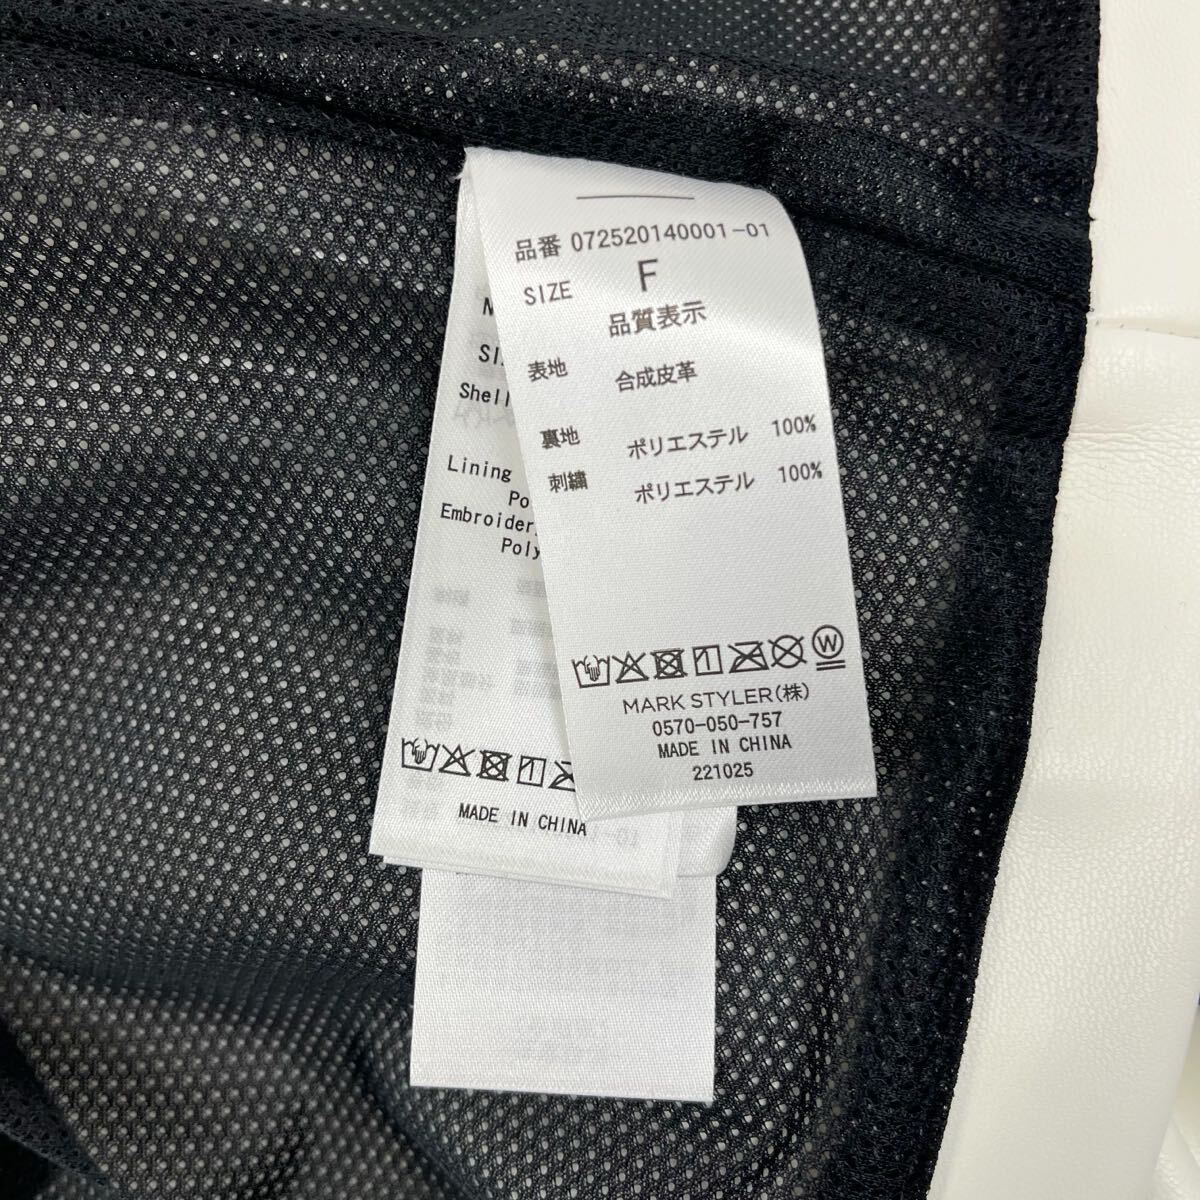 品番 072520140001-01
SIZE F
品質表示
表地 合成皮革
裏地 ポリエステル 100%
刺繍 ポリエステル 100%
MARK STYLER(株)
0570-050-757
MADE IN CHINA
221025
Shell
Lining
Embroidery
MADE IN CHINA